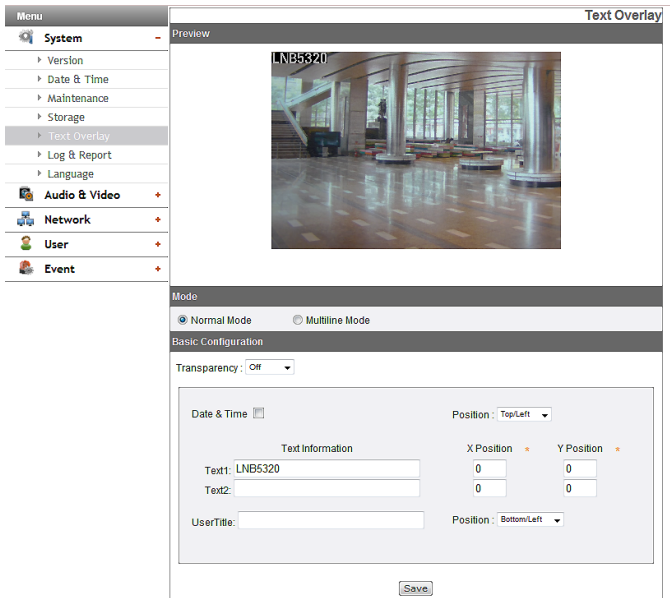 Menu
System
Version
Date & Time
Maintenance
Storage
Text Overlay
Log & Report
Language
Audio & Video
Network
User
Event
Text Overlay
Preview
LNB5320
Mode
Normal Mode Multiline Mode
Basic Configuration
Transparency : Off
Date & Time Position : Top/Left
Text Information X Position * Y Position *
Text1: LNB5320 0 0
Text2: 0 0
UserTitle: Position : Bottom/Left
Save